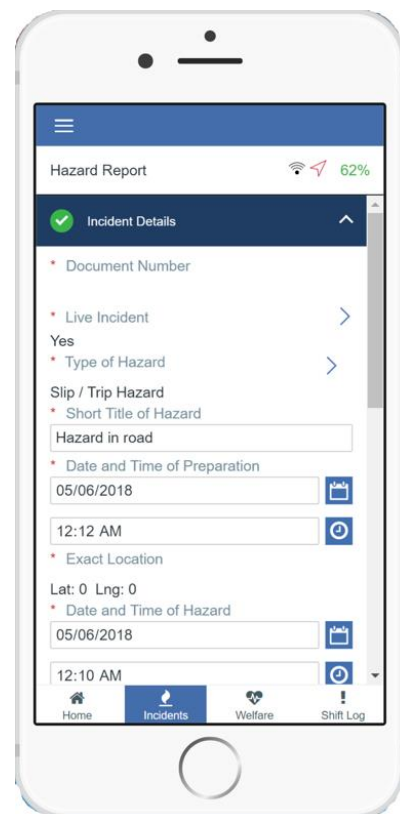 Hazard Report 62%
Incident Details
* Document Number
* Live Incident
Yes
* Type of Hazard
Slip / Trip Hazard
* Short Title of Hazard
Hazard in road
* Date and Time of Preparation
05/06/2018
12:12 AM
* Exact Location
Lat: 0 Lng: 0
* Date and Time of Hazard
05/06/2018
12:10 AM
Home Incidents Welfare Shift Log